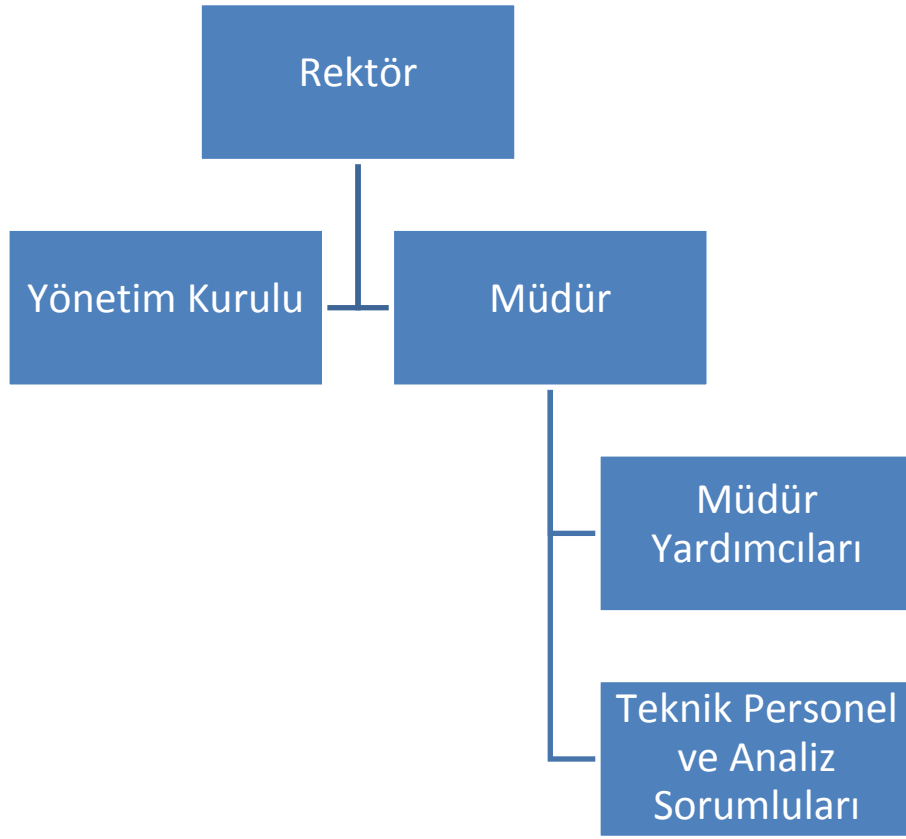 Rektör
Yönetim Kurulu
Müdür
Müdür
Yardımcıları
Teknik Personel
ve Analiz
Sorumluları